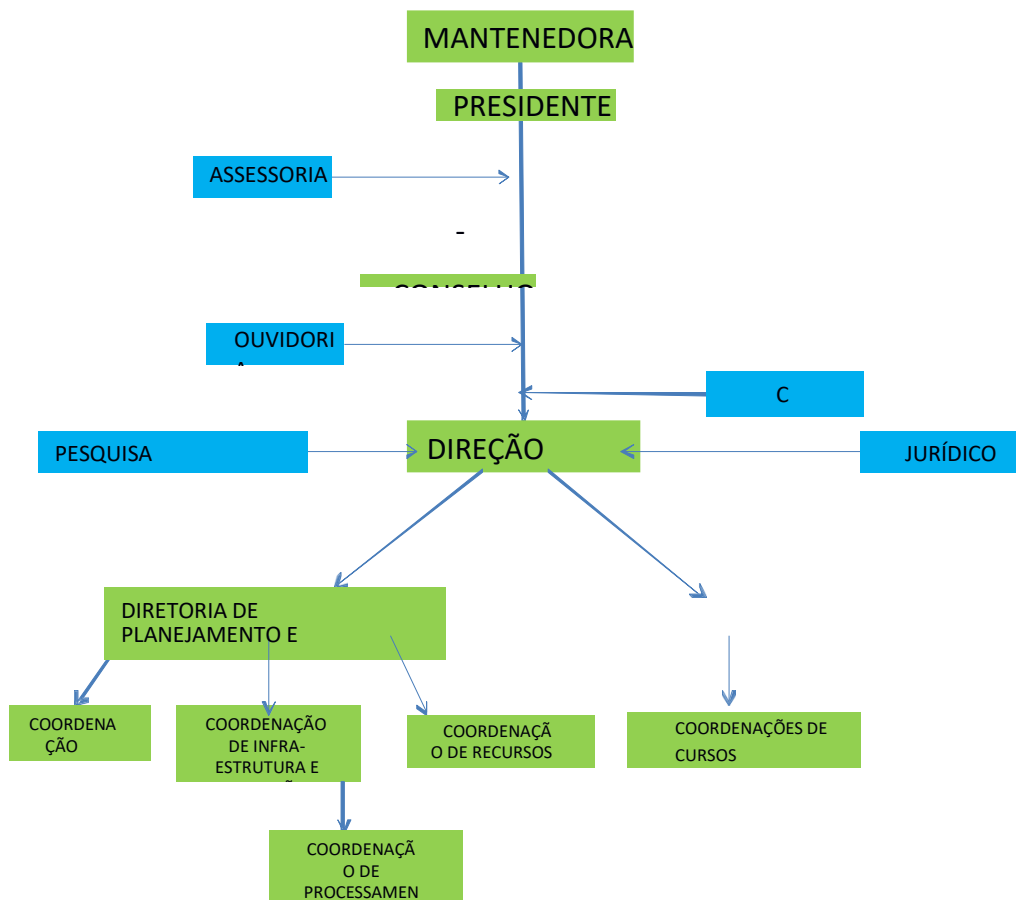 MANTENEDORA
PRESIDENTE
ASSESSORIA
-
CONSELHO
OUVIDORI
C
DIREÇÃO
PESQUISA
JURÍDICO
DIRETORIA DE
PLANEJAMENTO E
COORDENA
ÇÃO
COORDENAÇÃO
DE INFRA-
ESTRUTURA E
COORDENAÇÃ
O DE RECURSOS
COORDENAÇÕES DE
CURSOS
COORDENAÇÃ
O DE
PROCESSAMEN